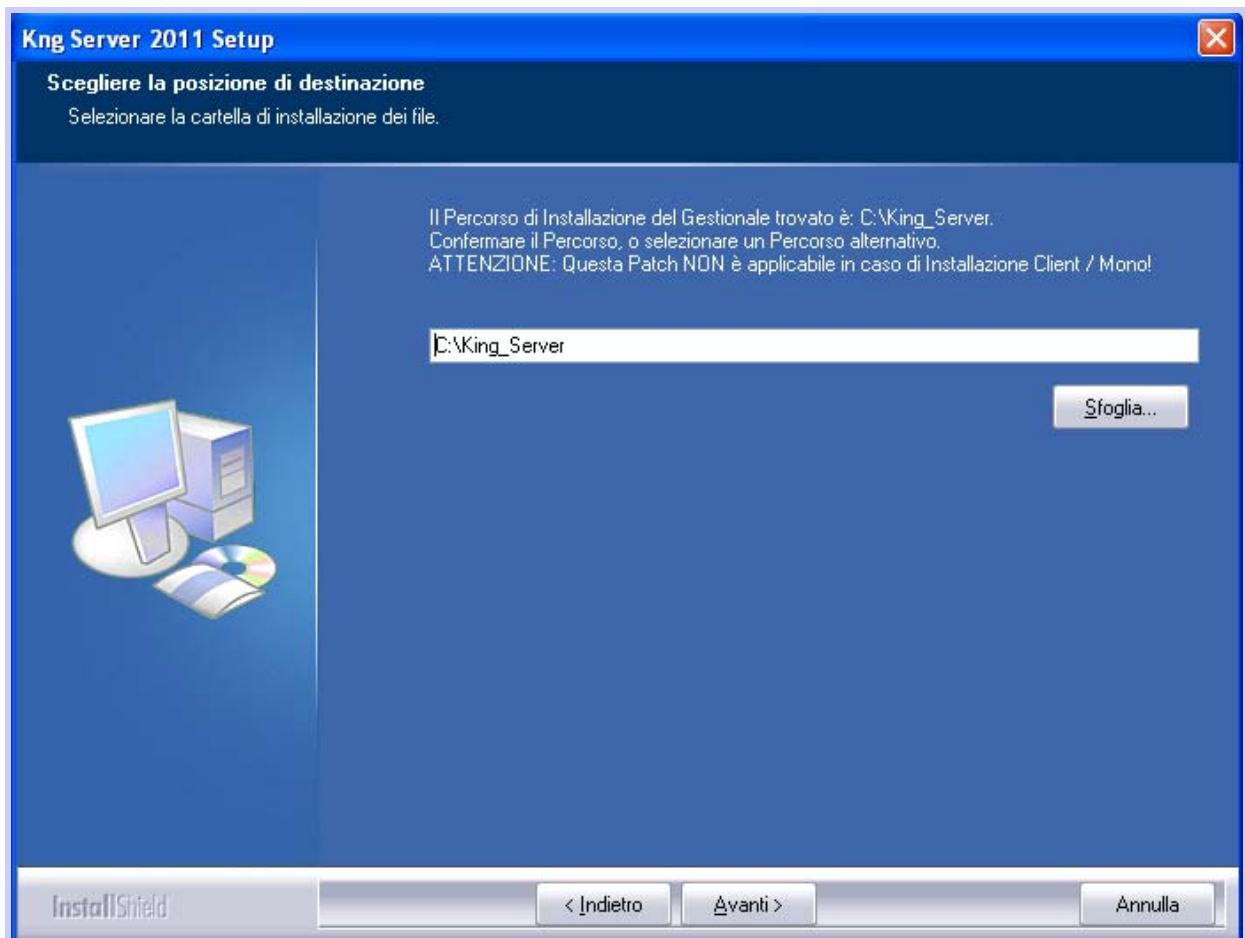 Kng Server 2011 Setup
Scegliere la posizione di destinazione
Selezionare la cartella di installazione dei file.
Il Percorso di Installazione del Gestionale trovato è: C:\King_Server.
Confermare il Percorso, o selezionare un Percorso alternativo.
ATTENZIONE: Questa Patch NON è applicabile in caso di Installazione Client / Mono!
C:\King_Server
Sfoglia...
InstallShield
< Indietro
Avanti >
Annulla